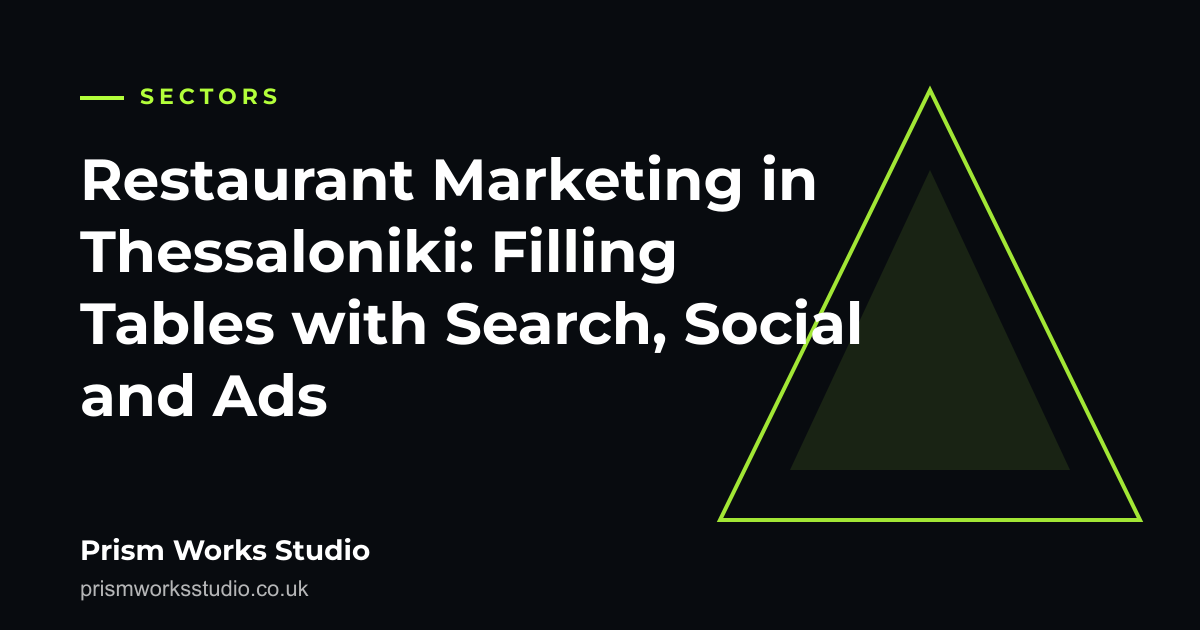 SECTORS
Restaurant Marketing in
Thessaloniki: Filling
Tables with Search, Social
and Ads
Prism Works Studio
prismworksstudio.co.uk